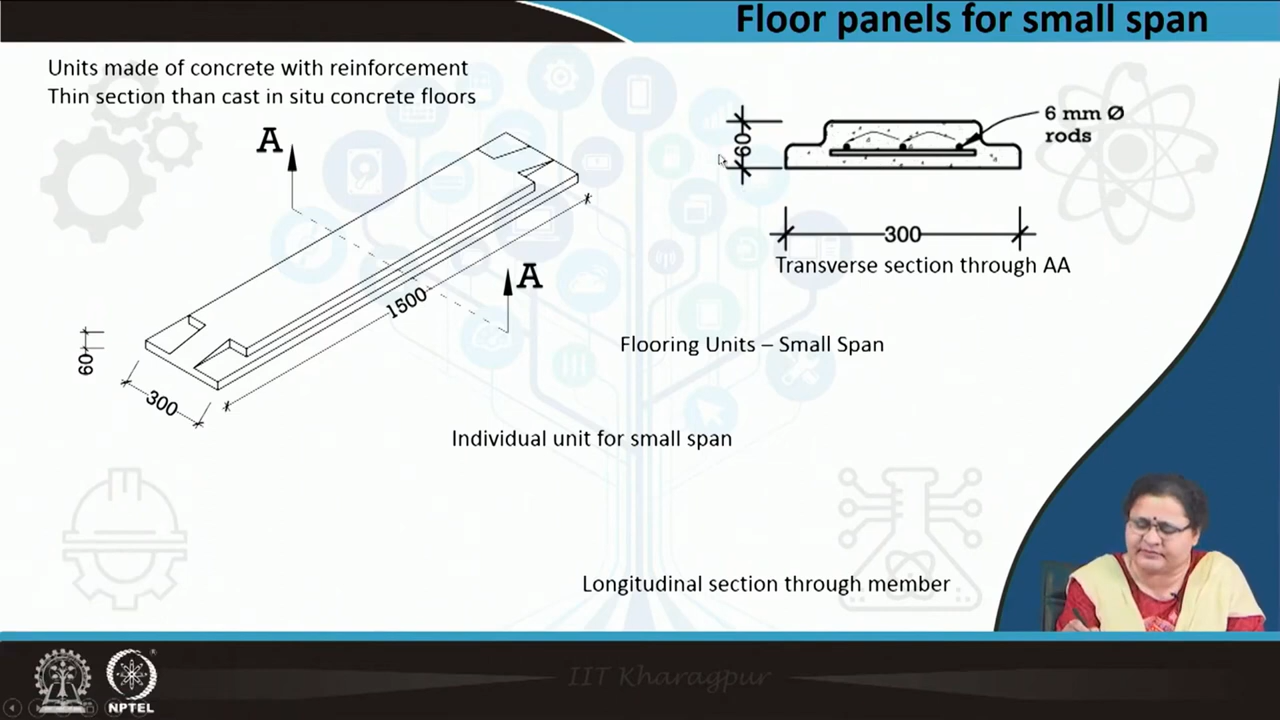 Floor panels for small span
Units made of concrete with reinforcement
Thin section than cast in situ concrete floors
A
A
1500
60
300
60
6 mm Ø
rods
300
Transverse section through AA
Flooring Units – Small Span
Individual unit for small span
Longitudinal section through member
IIT Kharagpur
NPTEL